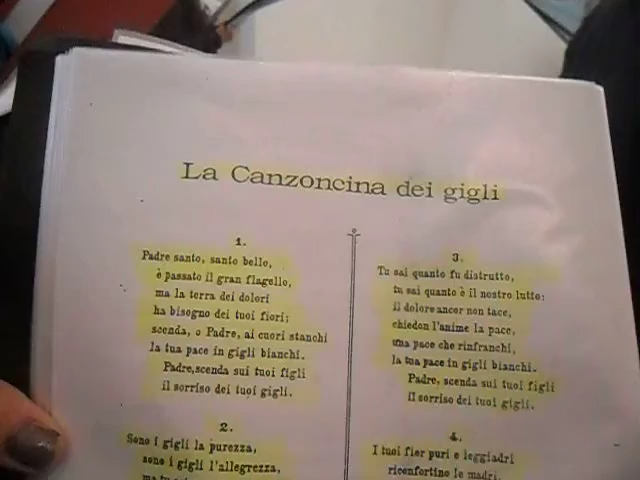 La Canzoncina dei gigli
1.
Padre santo, santo bello,
è passato il gran flagello,
ma la terra dei dolori
ha bisogno dei tuoi fiori;
scenda, o Padre, ai cuori stanchi
la tua pace in gigli bianchi.
Padre,scenda sui tuoi figli
il sorriso dei tuoi gigli.
2.
Sono i gigli la purezza,
sono i gigli l'allegrezza,
3.
Tu sai quanto fu distrutto,
tu sai quanto è il nostro lutto:
il dolore ancor non tace,
chiedon l'anime la pace,
una pace che rinfranchi,
la tua pace in gigli bianchi.
Padre, scenda sui tuoi figli
il sorriso dei tuoi gigli.
4.
I tuoi fior puri e leggiadri
riconfortino le madri,